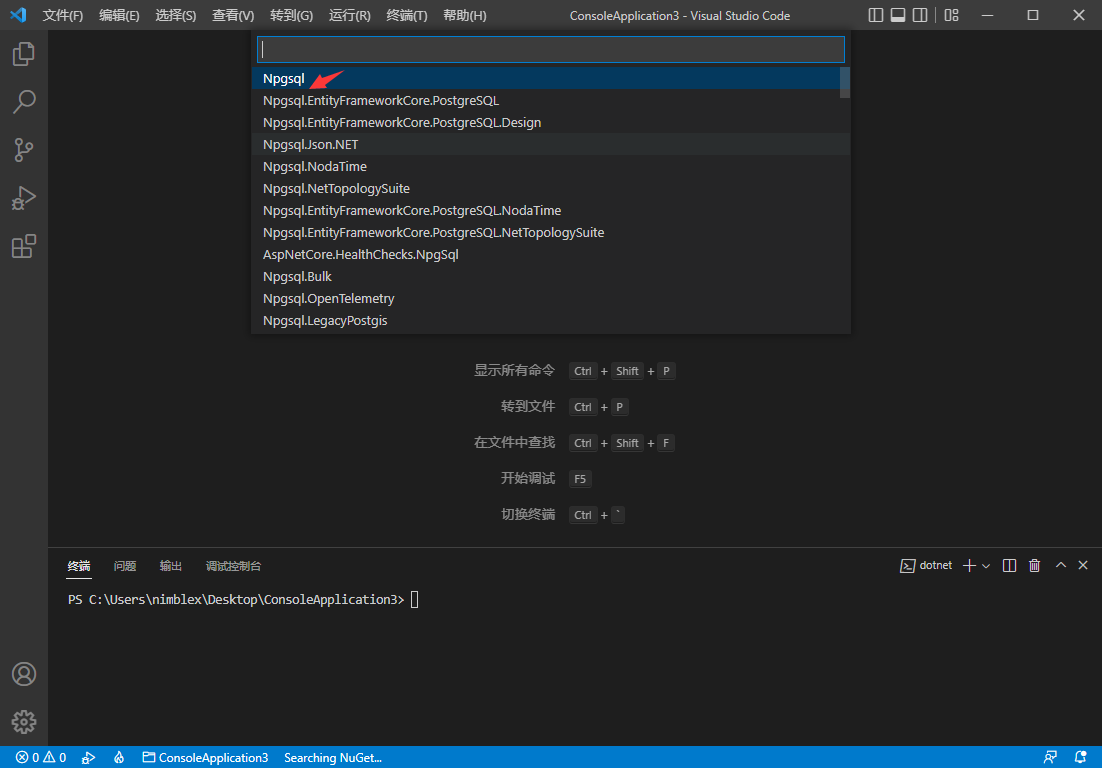 文件(F) 编辑(E) 选择(S) 查看(V) 转到(G) 运行(R) 终端(T) 帮助(H) ConsoleApplication3 - Visual Studio Code
Npgsql
Npgsql.EntityFrameworkCore.PostgreSQL
Npgsql.EntityFrameworkCore.PostgreSQL.Design
Npgsql.Json.NET
Npgsql.NodaTime
Npgsql.NetTopologySuite
Npgsql.EntityFrameworkCore.PostgreSQL.NodaTime
Npgsql.EntityFrameworkCore.PostgreSQL.NetTopologySuite
AspNetCore.HealthChecks.NpgSql
Npgsql.Bulk
Npgsql.OpenTelemetry
Npgsql.LegacyPostgis
显示所有命令 Ctrl + Shift + P
转到文件 Ctrl + P
在文件中查找 Ctrl + Shift + F
开始调试 F5
切换终端 Ctrl + `
终端 问题 输出 调试控制台 dotnet
PS C:\Users\nimblex\Desktop\ConsoleApplication3>
0 0 ConsoleApplication3 Searching NuGet...